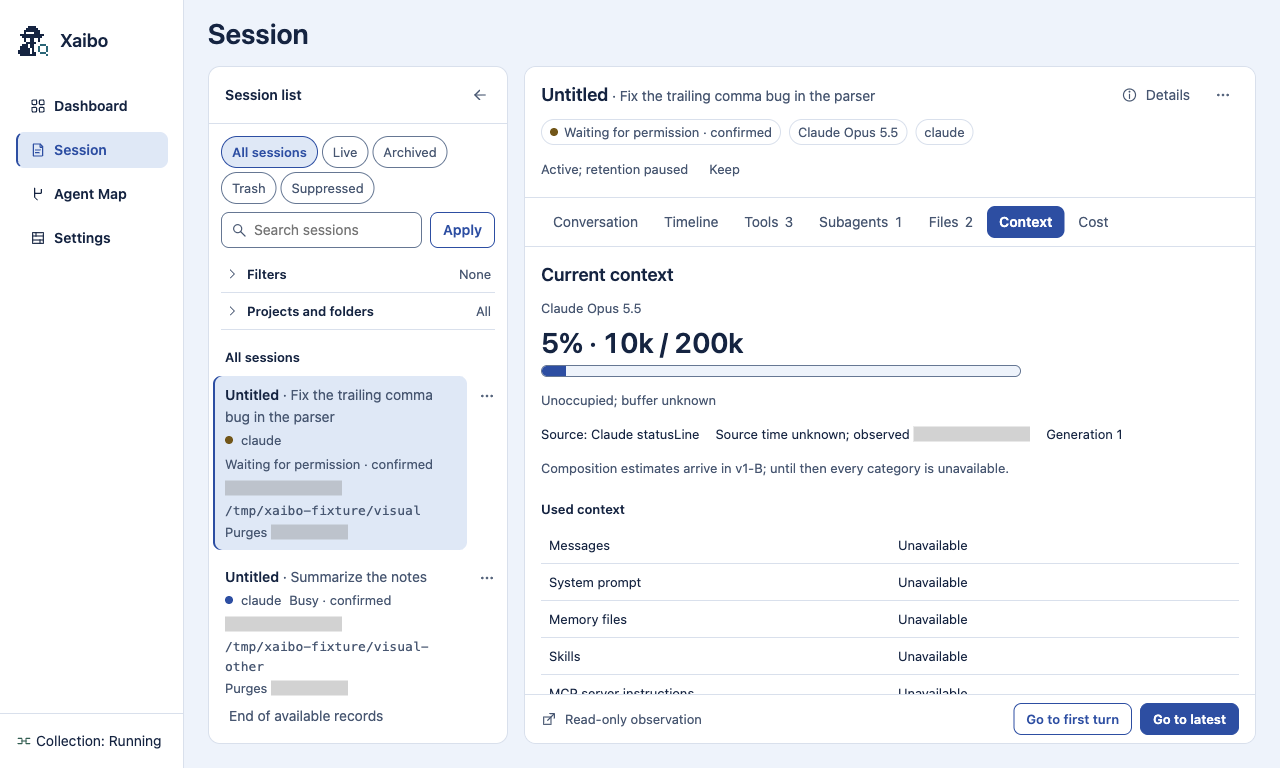 Xaibo
Dashboard
Session
Agent Map
Settings
Collection: Running
Session
Session list
All sessions
Live
Archived
Trash
Suppressed
Search sessions
Apply
Filters
None
Projects and folders
All
All sessions
Untitled · Fix the trailing comma
bug in the parser
claude
Waiting for permission · confirmed
/tmp/xaibo-fixture/visual
Purges
Untitled · Summarize the notes
claude Busy · confirmed
/tmp/xaibo-fixture/visual-
other
Purges
End of available records
Untitled · Fix the trailing comma bug in the parser
Details
Waiting for permission · confirmed
Claude Opus 5.5
claude
Active; retention paused
Keep
Conversation
Timeline
Tools 3
Subagents 1
Files 2
Context
Cost
Current context
Claude Opus 5.5
5% · 10k / 200k
Unoccupied; buffer unknown
Source: Claude statusLine
Source time unknown; observed
Generation 1
Composition estimates arrive in v1-B; until then every category is unavailable.
Used context
Messages Unavailable
System prompt Unavailable
Memory files Unavailable
Skills Unavailable
MCP server instructions Unavailable
Read-only observation
Go to first turn
Go to latest